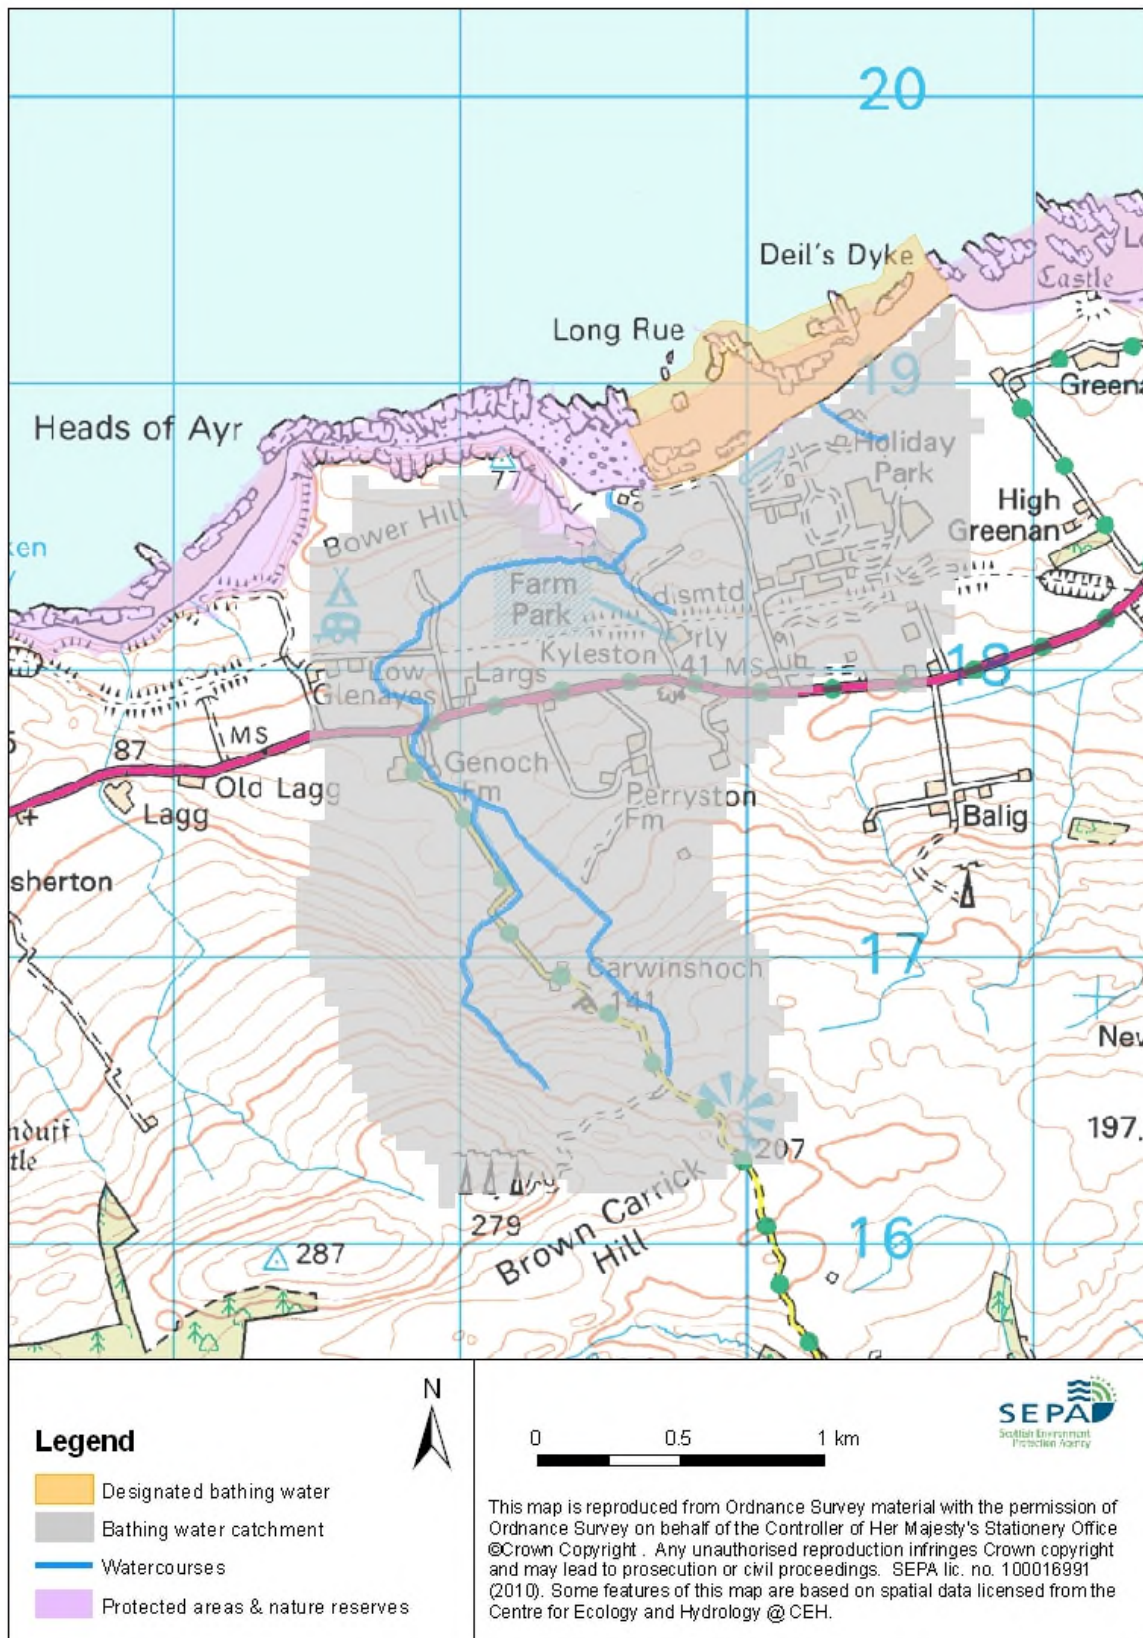 20
Deil's Dyke
Castle
Long Rue
19
Heads of Ayr
Holiday
Park
High
Greenan
Bower Hill
Farm
Park
dismtd
rly
Kyleston
41 MS
18
Low
Glenayes
Largs
MS
87
Old Lagg
Lagg
Genoch
Fm
Perryston
Fm
Balig
17
Carwinshoch
141
207
197.
279
Brown Carrick
Hill
16
287
N
Legend
Designated bathing water
Bathing water catchment
Watercourses
Protected areas & nature reserves
0 0.5 1 km
SEPA
Scottish Environment
Protection Agency
This map is reproduced from Ordnance Survey material with the permission of
Ordnance Survey on behalf of the Controller of Her Majesty's Stationery Office
©Crown Copyright . Any unauthorised reproduction infringes Crown copyright
and may lead to prosecution or civil proceedings. SEPA lic. no. 100016991
(2010). Some features of this map are based on spatial data licensed from the
Centre for Ecology and Hydrology @ CEH.